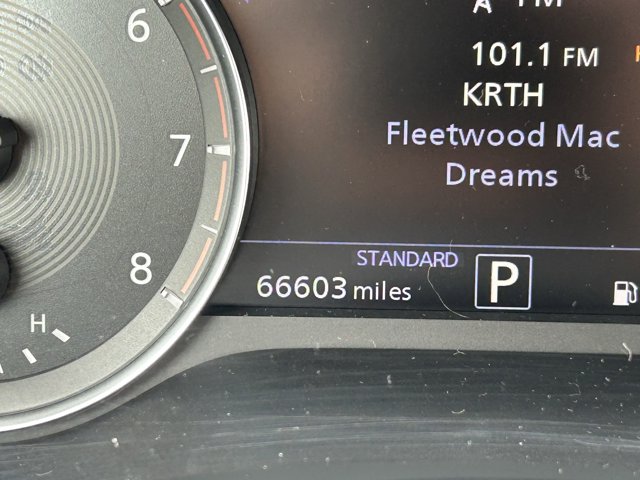 6
7
8
H
101.1 FM
KRTH
Fleetwood Mac
Dreams
STANDARD
66603 miles
P